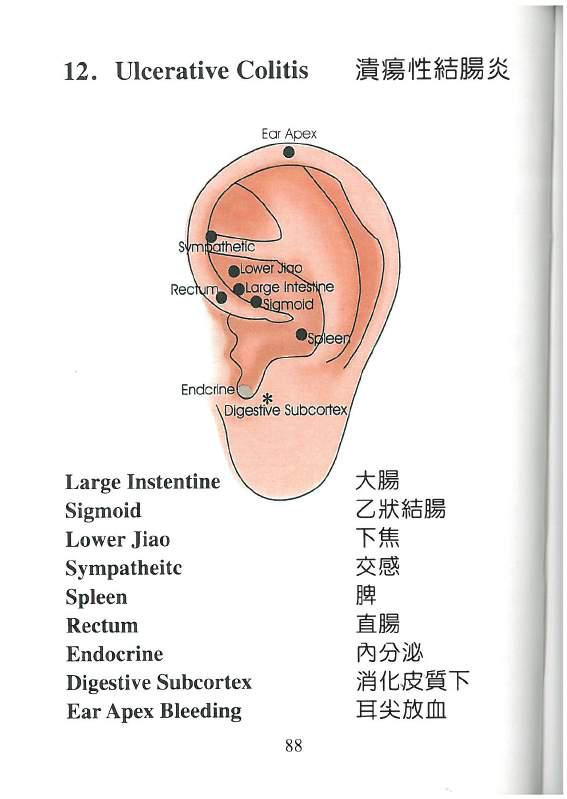 12. Ulcerative Colitis 潰瘍性結腸炎
Ear Apex
Sympathetic
Lower Jiao
Rectum
Large Intestine
Sigmoid
Spleen
Endcrine
Digestive Subcortex
Large Instentine 大腸
Sigmoid 乙狀結腸
Lower Jiao 下焦
Sympatheitc 交感
Spleen 脾
Rectum 直腸
Endocrine 內分泌
Digestive Subcortex 消化皮質下
Ear Apex Bleeding 耳尖放血
88